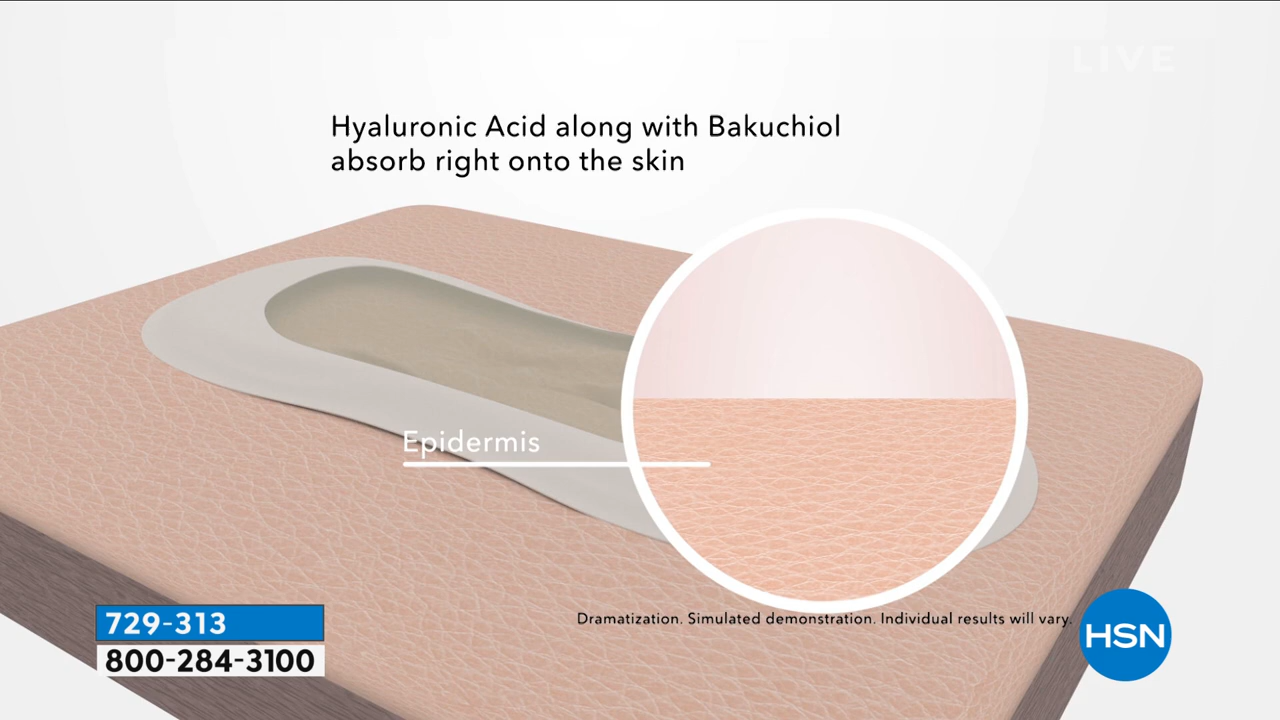 LIVE
Hyaluronic Acid along with Bakuchiol
absorb right onto the skin
Epidermis
729-313
800-284-3100
Dramatization. Simulated demonstration. Individual results will vary.
HSN